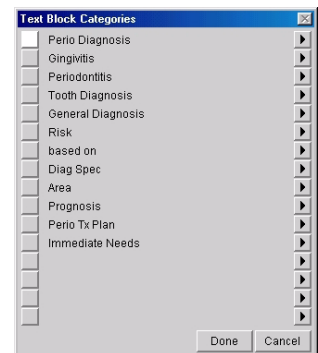 Text Block Categories
Perio Diagnosis
Gingivitis
Periodontitis
Tooth Diagnosis
General Diagnosis
Risk
based on
Diag Spec
Area
Prognosis
Perio Tx Plan
Immediate Needs
Done Cancel